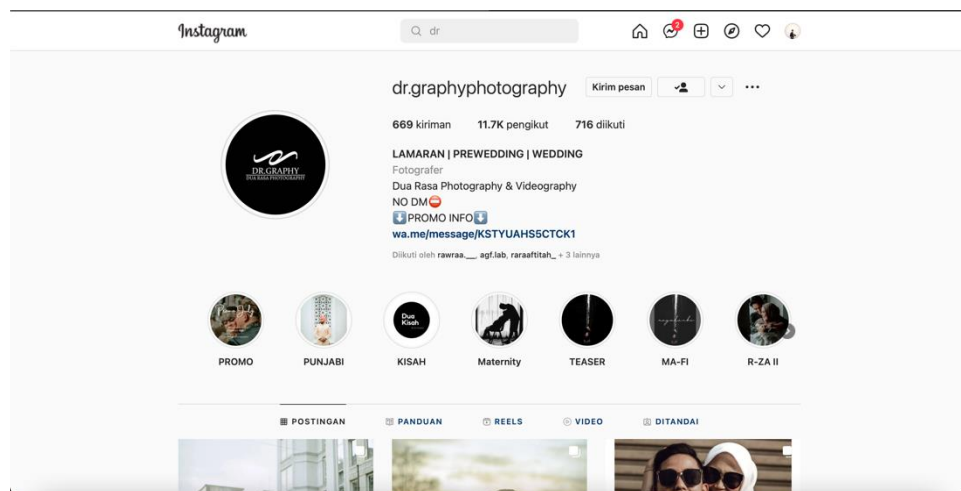 Instagram
dr
2
dr.graphyphotography Kirim pesan
669 kiriman 11.7K pengikut 716 diikuti
LAMARAN | PREWEDDING | WEDDING
Fotografer
Dua Rasa Photography & Videography
NO DM⛔
⬇️PROMO INFO⬇️
wa.me/message/KSTYUAHS5CTCK1
Diikuti oleh rawraa.__, agf.lab, raraaftitah_ + 3 lainnya
DR.GRAPHY
DUA RASA PHOTOGRAPHY
Dua
Kisah
PROMO PUNJABI KISAH Maternity TEASER MA-FI R-ZA II
POSTINGAN PANDUAN REELS VIDEO DITANDAI